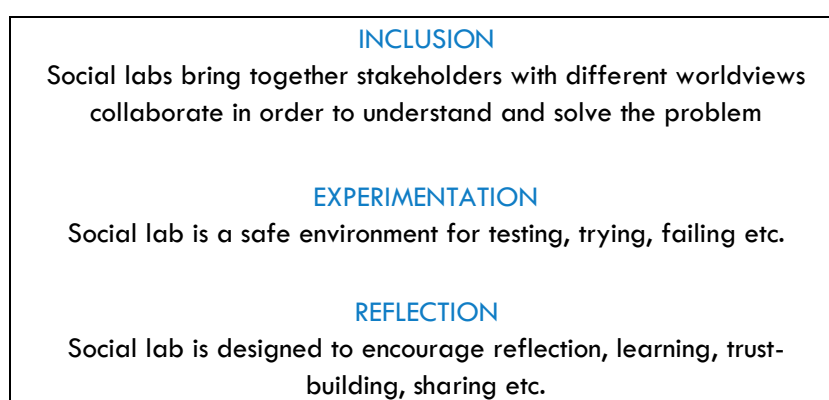 INCLUSION
Social labs bring together stakeholders with different worldviews
collaborate in order to understand and solve the problem
EXPERIMENTATION
Social lab is a safe environment for testing, trying, failing etc.
REFLECTION
Social lab is designed to encourage reflection, learning, trust-
building, sharing etc.